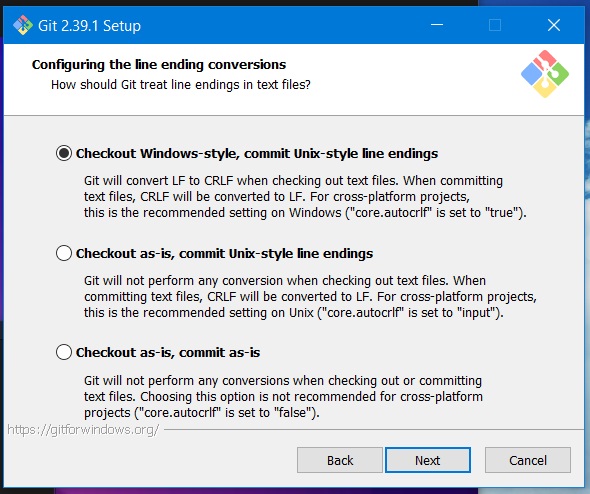 Git 2.39.1 Setup
Configuring the line ending conversions
How should Git treat line endings in text files?
Checkout Windows-style, commit Unix-style line endings
Git will convert LF to CRLF when checking out text files. When committing
text files, CRLF will be converted to LF. For cross-platform projects,
this is the recommended setting on Windows ("core.autocrlf" is set to "true").
Checkout as-is, commit Unix-style line endings
Git will not perform any conversion when checking out text files. When
committing text files, CRLF will be converted to LF. For cross-platform projects,
this is the recommended setting on Unix ("core.autocrlf" is set to "input").
Checkout as-is, commit as-is
Git will not perform any conversions when checking out or committing
text files. Choosing this option is not recommended for cross-platform
projects ("core.autocrlf" is set to "false").
https://gitforwindows.org/
Back Next Cancel